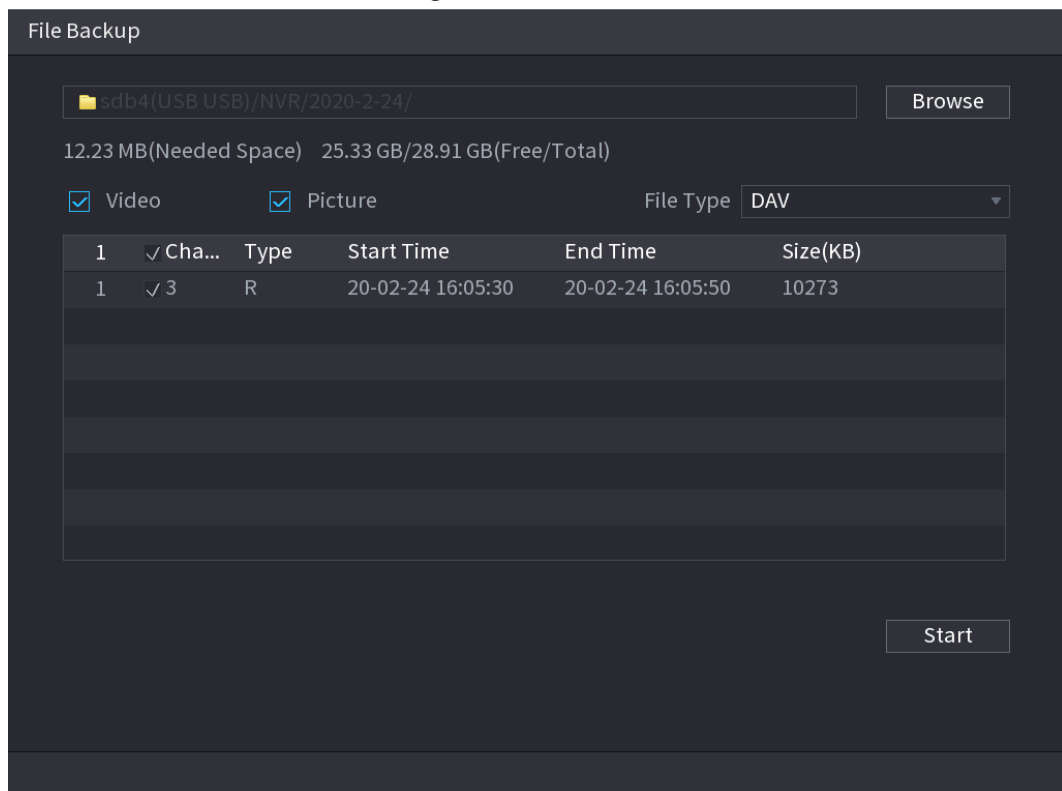 File Backup
sdb4(USB USB)/NVR/2020-2-24/ Browse
12.23 MB(Needed Space) 25.33 GB/28.91 GB(Free/Total)
Video Picture File Type DAV
1 Cha... Type Start Time End Time Size(KB)
1 3 R 20-02-24 16:05:30 20-02-24 16:05:50 10273
Start